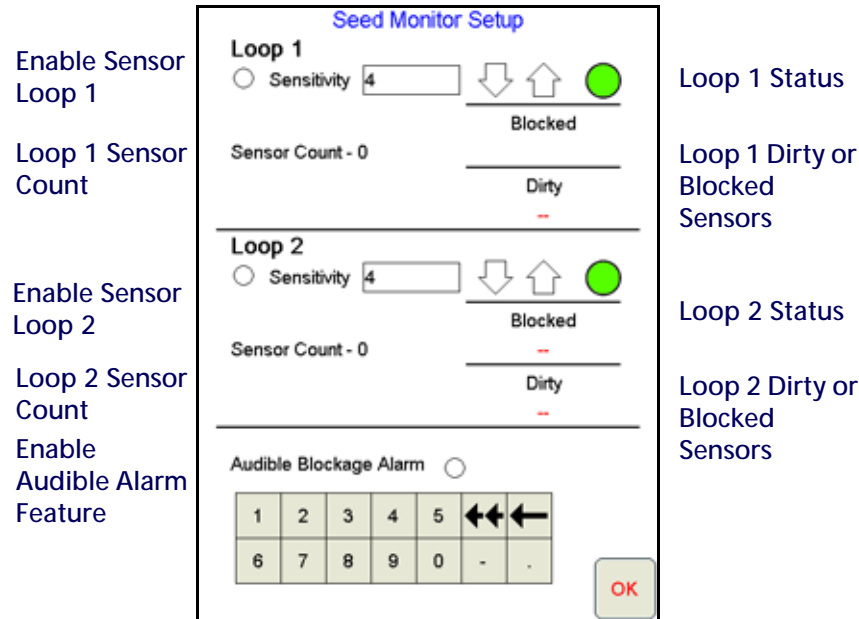 Seed Monitor Setup
Enable Sensor
Loop 1
Loop 1 Sensor
Count
Enable Sensor
Loop 2
Loop 2 Sensor
Count
Enable
Audible Alarm
Feature
Loop 1
Sensitivity 4
Blocked
Sensor Count - 0
Dirty
--
Loop 2
Sensitivity 4
Blocked
Sensor Count - 0 --
Dirty
--
Audible Blockage Alarm
1 2 3 4 5
6 7 8 9 0 - .
OK
Loop 1 Status
Loop 1 Dirty or
Blocked
Sensors
Loop 2 Status
Loop 2 Dirty or
Blocked
Sensors